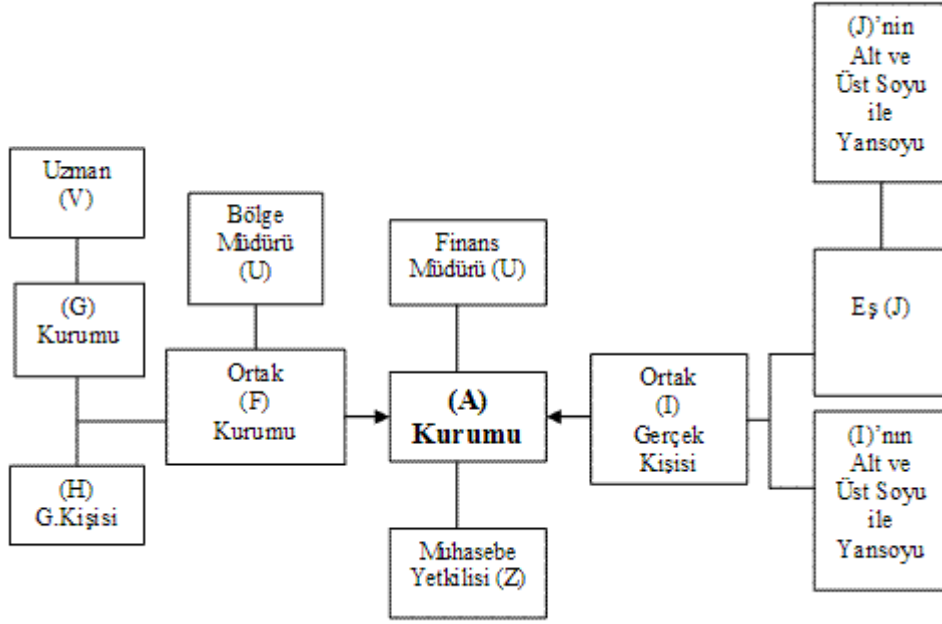 (J)’nin
Alt ve
Üst Soyu
ile
Yansoyu
Uzman
(V)
Bölge
Müdürü
(U)
Finans
Müdürü (U)
(G)
Kurumu
Eş (J)
Ortak
(F)
Kurumu
(A)
Kurumu
Ortak
(I)
Gerçek
Kişisi
(I)’nın
Alt ve
Üst Soyu
ile
Yansoyu
(H)
G.Kişisi
Muhasebe
Yetkilisi (Z)